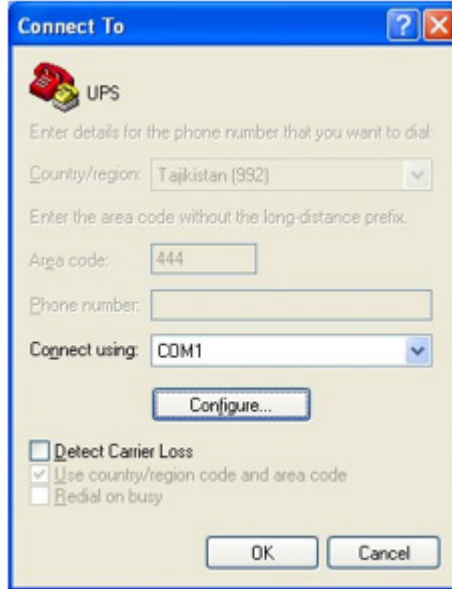 Connect To
UPS
Enter details for the phone number that you want to dial:
Country/region: Tajikistan (992)
Enter the area code without the long-distance prefix.
Area code: 444
Phone number:
Connect using: COM1
Configure...
Detect Carrier Loss
Use country/region code and area code
Redial on busy
OK Cancel